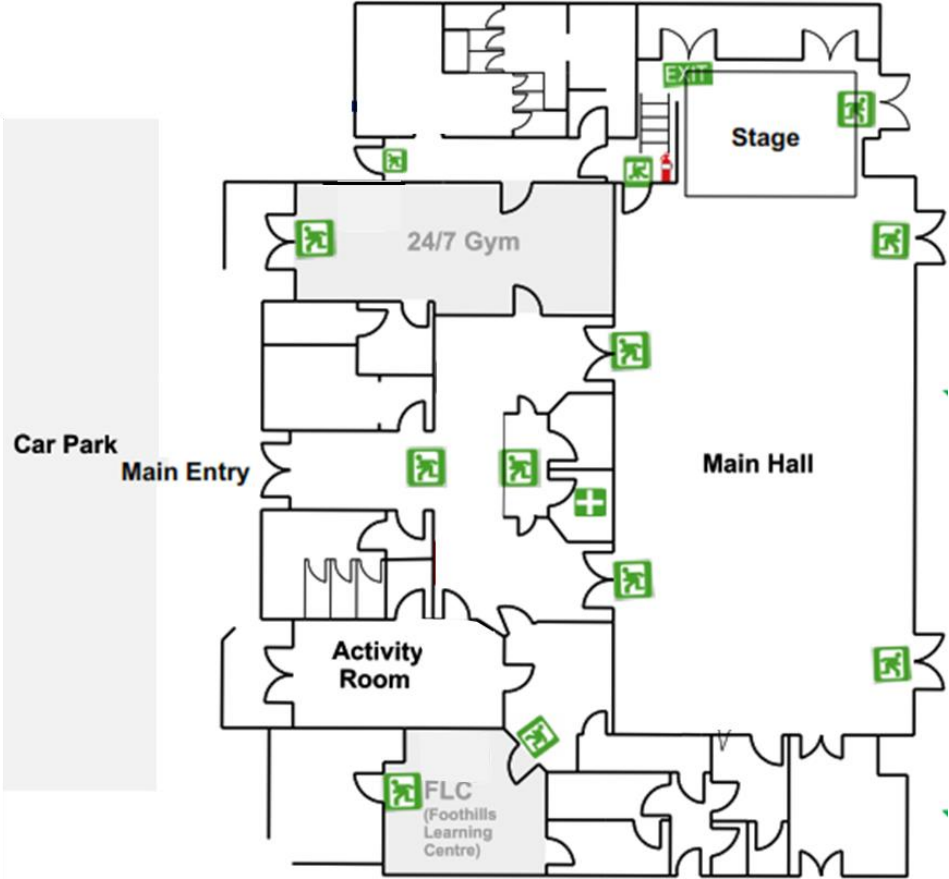 EXIT
Stage
24/7 Gym
Car Park
Main Entry
Main Hall
Activity
Room
FLC
(Foothills
Learning
Centre)